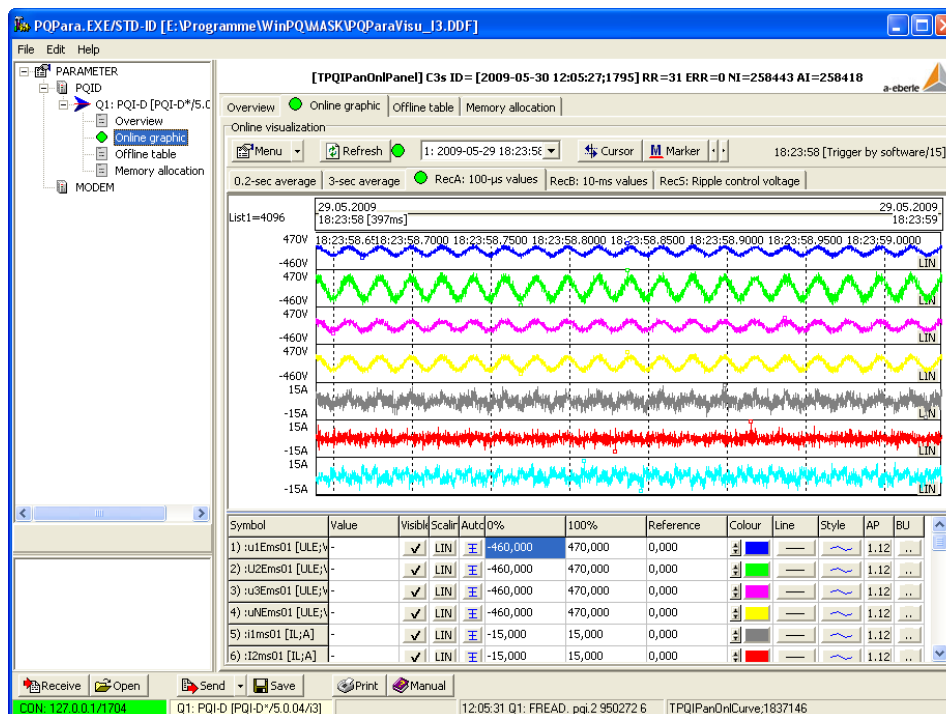 PQPara.EXE/STD-ID [E:\Programme\WinPQ\MASK\PQParaVisu_I3.DDF]
File Edit Help
PARAMETER
PQID
Q1: PQI-D [PQI-D*/5.0
Overview
Online graphic
Offline table
Memory allocation
MODEM
[TPQIPanOnlPanel] C3s ID= [2009-05-30 12:05:27;1795] RR=31 ERR=0 NI=258443 AI=258418
a-eberle
Overview Online graphic Offline table Memory allocation
Online visualization
Menu Refresh 1: 2009-05-29 18:23:58 Cursor M Marker 18:23:58 [Trigger by software/15]
0.2-sec average 3-sec average RecA: 100-µs values RecB: 10-ms values RecS: Ripple control voltage
List1=4096 29.05.2009 29.05.2009
18:23:58 [397ms] 18:23:59
470V 18:23:58.65 18:23:58.7000 18:23:58.7500 18:23:58.8000 18:23:58.8500 18:23:58.9000 18:23:58.9500 18:23:59.0000
-460V LIN
470V
-460V LIN
470V
-460V LIN
470V
-460V LIN
15A
-15A LIN
15A
-15A LIN
15A
-15A LIN
Symbol Value Visible Scalin Auto 0% 100% Reference Colour Line Style AP BU
1) :u1Ems01 [ULE;V - LIN -460,000 470,000 0,000 1.12 ..
2) :U2Ems01 [ULE;V - LIN -460,000 470,000 0,000 1.12 ..
3) :u3Ems01 [ULE;V - LIN -460,000 470,000 0,000 1.12 ..
4) :uNEms01 [ULE;V - LIN -460,000 470,000 0,000 1.12 ..
5) :i1ms01 [IL;A] - LIN -15,000 15,000 0,000 1.12 ..
6) :I2ms01 [IL;A] - LIN -15,000 15,000 0,000 1.12 ..
Receive Open Send Save Print Manual
CON: 127.0.0.1/1704 Q1: PQI-D [PQI-D*/5.0.04/i3] 12:05:31 Q1: FREAD, pqi.2 950272 6 TPQIPanOnlCurve;1837146